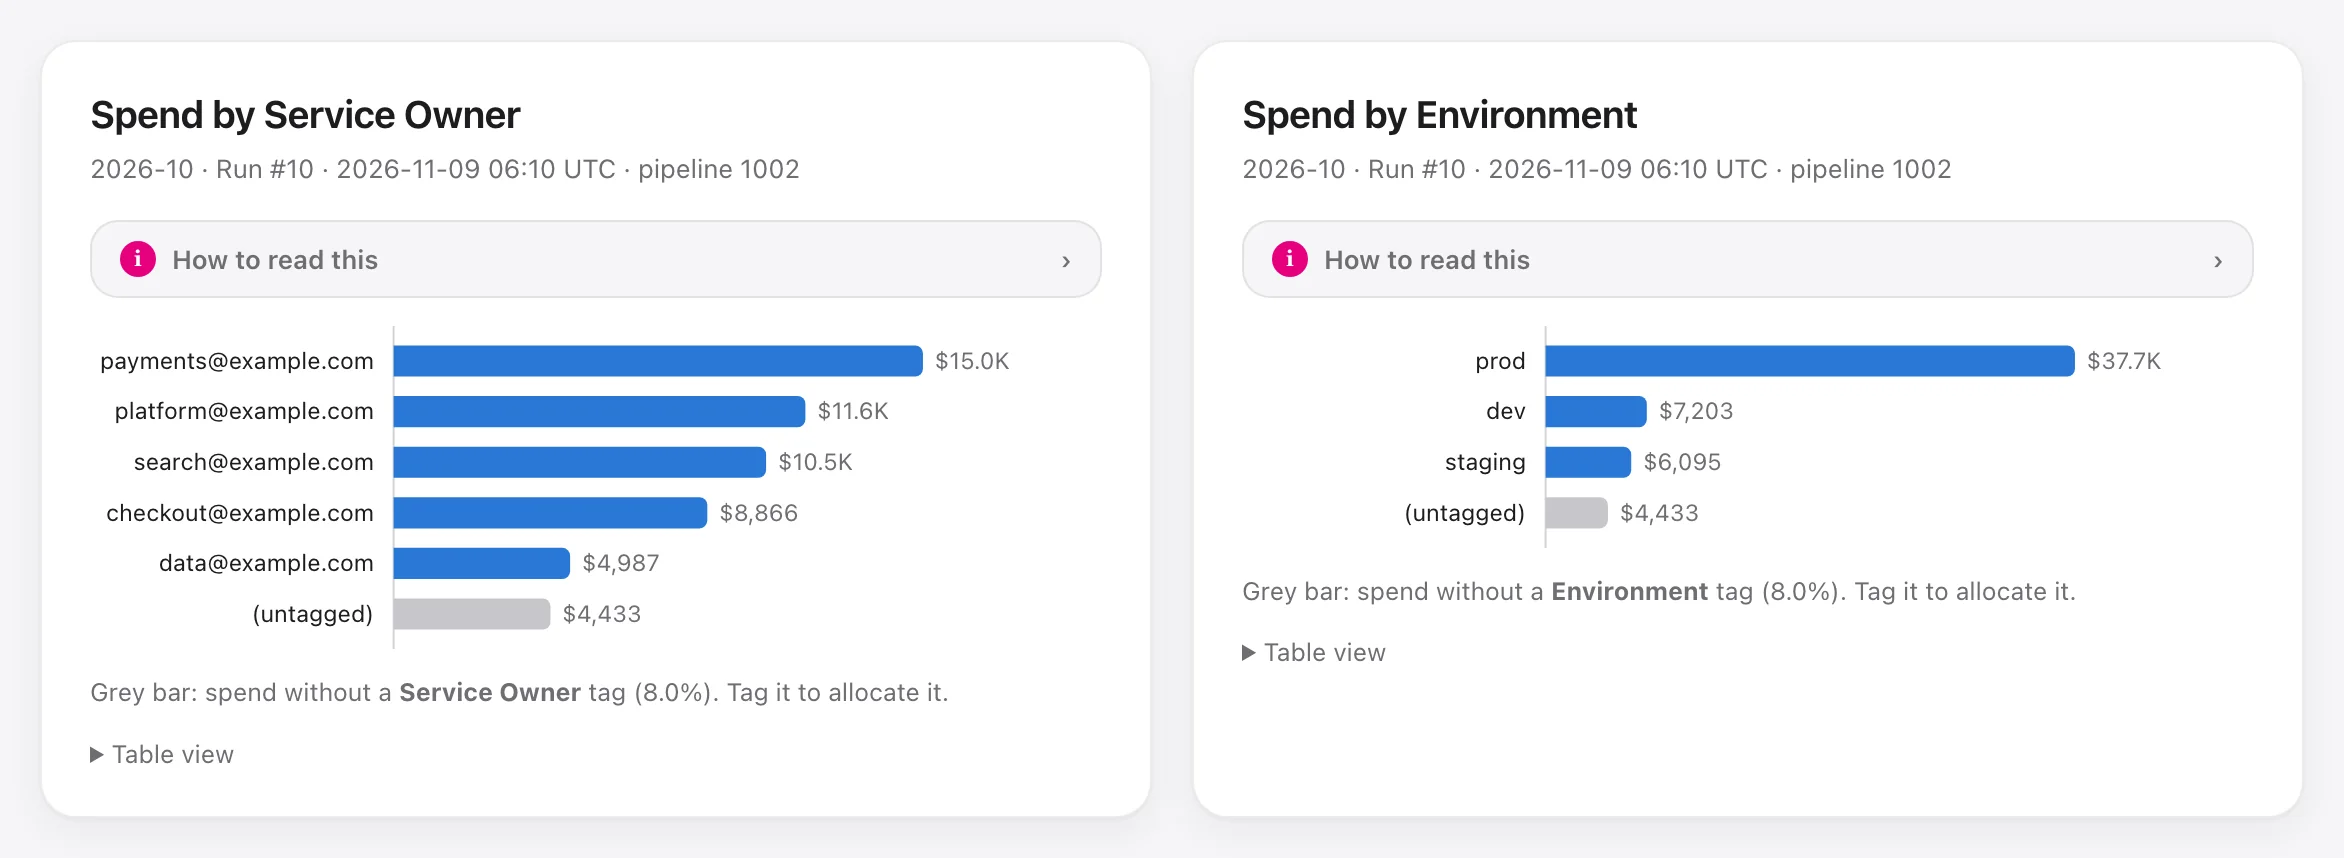 Spend by Service Owner
2026-10 · Run #10 · 2026-11-09 06:10 UTC · pipeline 1002
i How to read this ›
payments@example.com $15.0K
platform@example.com $11.6K
search@example.com $10.5K
checkout@example.com $8,866
data@example.com $4,987
(untagged) $4,433
Grey bar: spend without a Service Owner tag (8.0%). Tag it to allocate it.
▶ Table view
Spend by Environment
2026-10 · Run #10 · 2026-11-09 06:10 UTC · pipeline 1002
i How to read this ›
prod $37.7K
dev $7,203
staging $6,095
(untagged) $4,433
Grey bar: spend without a Environment tag (8.0%). Tag it to allocate it.
▶ Table view